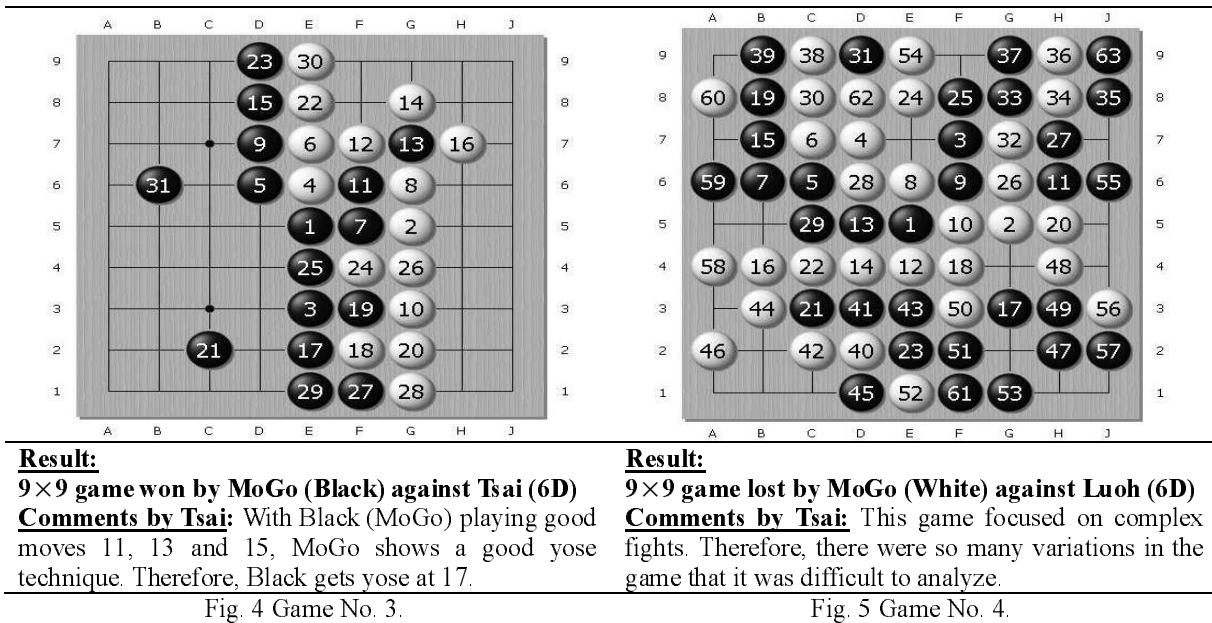 A B C D E F G H J
9 23 30 9
8 15 22 14 8
7 9 6 12 13 16 7
6 31 5 4 11 8 6
5 1 7 2 5
4 25 24 26 4
3 3 19 10 3
2 21 17 18 20 2
1 29 27 28 1
A B C D E F G H J
Result:
9×9 game won by MoGo (Black) against Tsai (6D)
Comments by Tsai: With Black (MoGo) playing good
moves 11, 13 and 15, MoGo shows a good yose
technique. Therefore, Black gets yose at 17.
Fig. 4 Game No. 3.
A B C D E F G H J
9 39 38 31 54 37 36 63 9
8 60 19 30 62 24 25 33 34 35 8
7 15 6 4 3 32 27 7
6 59 7 5 28 8 9 26 11 55 6
5 29 13 1 10 2 20 5
4 58 16 22 14 12 18 48 4
3 44 21 41 43 50 17 49 56 3
2 46 42 40 23 51 47 57 2
1 45 52 61 53 1
A B C D E F G H J
Result:
9×9 game lost by MoGo (White) against Luoh (6D)
Comments by Tsai: This game focused on complex
fights. Therefore, there were so many variations in the
game that it was difficult to analyze.
Fig. 5 Game No. 4.